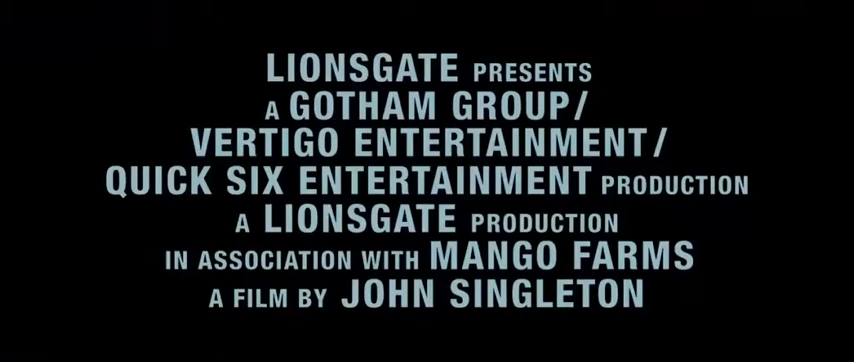 LIONSGATE PRESENTS
A GOTHAM GROUP/
VERTIGO ENTERTAINMENT/
QUICK SIX ENTERTAINMENT PRODUCTION
A LIONSGATE PRODUCTION
IN ASSOCIATION WITH MANGO FARMS
A FILM BY JOHN SINGLETON